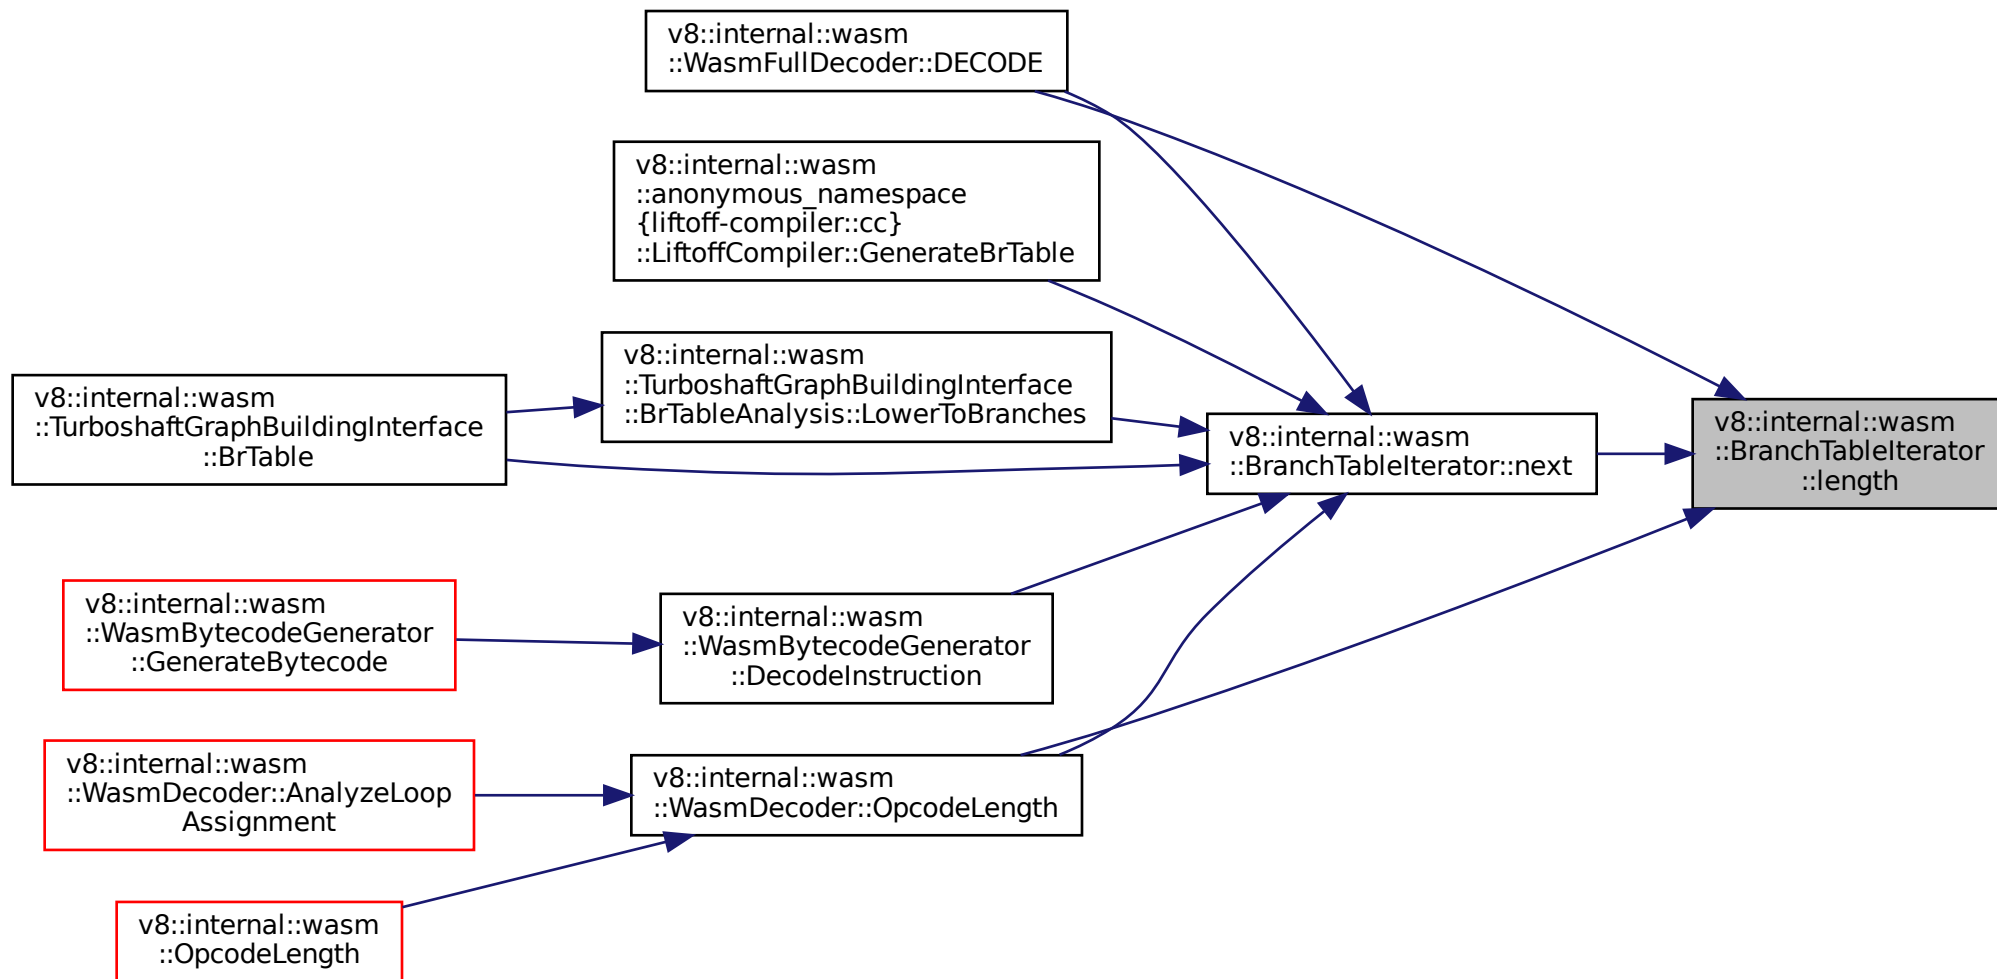 v8::internal::wasm
::WasmFullDecoder::DECODE
v8::internal::wasm
::anonymous_namespace
{liftoff-compiler::cc}
::LiftoffCompiler::GenerateBrTable
v8::internal::wasm
::TurboshaftGraphBuildingInterface
::BrTableAnalysis::LowerToBranches
v8::internal::wasm
::TurboshaftGraphBuildingInterface
::BrTable
v8::internal::wasm
::BranchTableIterator::next
v8::internal::wasm
::BranchTableIterator
::length
v8::internal::wasm
::WasmBytecodeGenerator
::GenerateBytecode
v8::internal::wasm
::WasmBytecodeGenerator
::DecodeInstruction
v8::internal::wasm
::WasmDecoder::AnalyzeLoop
Assignment
v8::internal::wasm
::WasmDecoder::OpcodeLength
v8::internal::wasm
::OpcodeLength